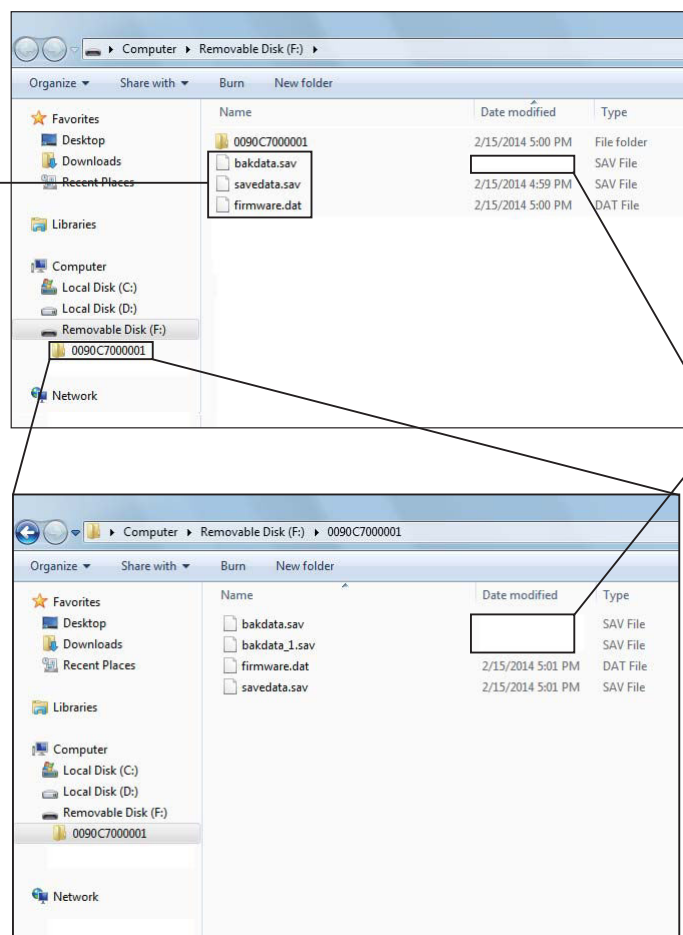 Computer Removable Disk (F:)
Organize Share with Burn New folder
Favorites
Desktop
Downloads
Recent Places
Libraries
Computer
Local Disk (C:)
Local Disk (D:)
Removable Disk (F:)
0090C7000001
Network
Name Date modified Type
0090C7000001 2/15/2014 5:00 PM File folder
bakdata.sav SAV File
savedata.sav 2/15/2014 4:59 PM SAV File
firmware.dat 2/15/2014 5:00 PM DAT File
Computer Removable Disk (F:) 0090C7000001
Organize Share with Burn New folder
Favorites
Desktop
Downloads
Recent Places
Libraries
Computer
Local Disk (C:)
Local Disk (D:)
Removable Disk (F:)
0090C7000001
Network
Name Date modified Type
bakdata.sav SAV File
bakdata_1.sav SAV File
firmware.dat 2/15/2014 5:01 PM DAT File
savedata.sav 2/15/2014 5:01 PM SAV File